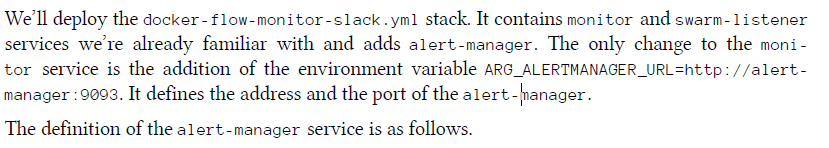 We’ll deploy the docker-flow-monitor-slack.yml stack. It contains monitor and swarm-listener
services we’re already familiar with and adds alert-manager. The only change to the moni-
tor service is the addition of the environment variable ARG_ALERTMANAGER_URL=http://alert-
manager:9093. It defines the address and the port of the alert-manager.
The definition of the alert-manager service is as follows.